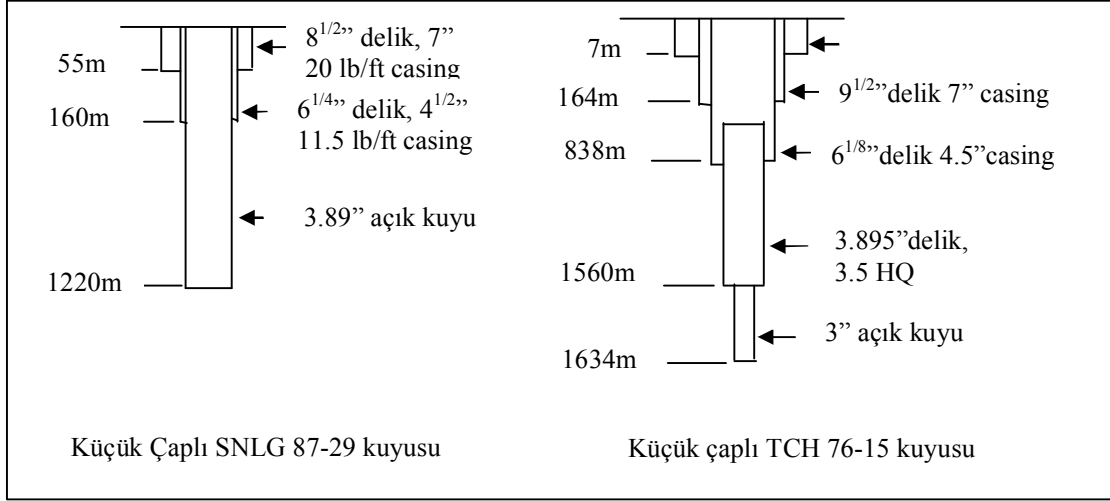 55m
8^1/2” delik, 7”
20 lb/ft casing
160m
6^1/4” delik, 4^1/2”
11.5 lb/ft casing
3.89” açık kuyu
1220m
Küçük Çaplı SNLG 87-29 kuyusu
7m
164m
9^1/2”delik 7” casing
838m
6^1/8”delik 4.5”casing
3.895”delik,
3.5 HQ
1560m
3” açık kuyu
1634m
Küçük çaplı TCH 76-15 kuyusu